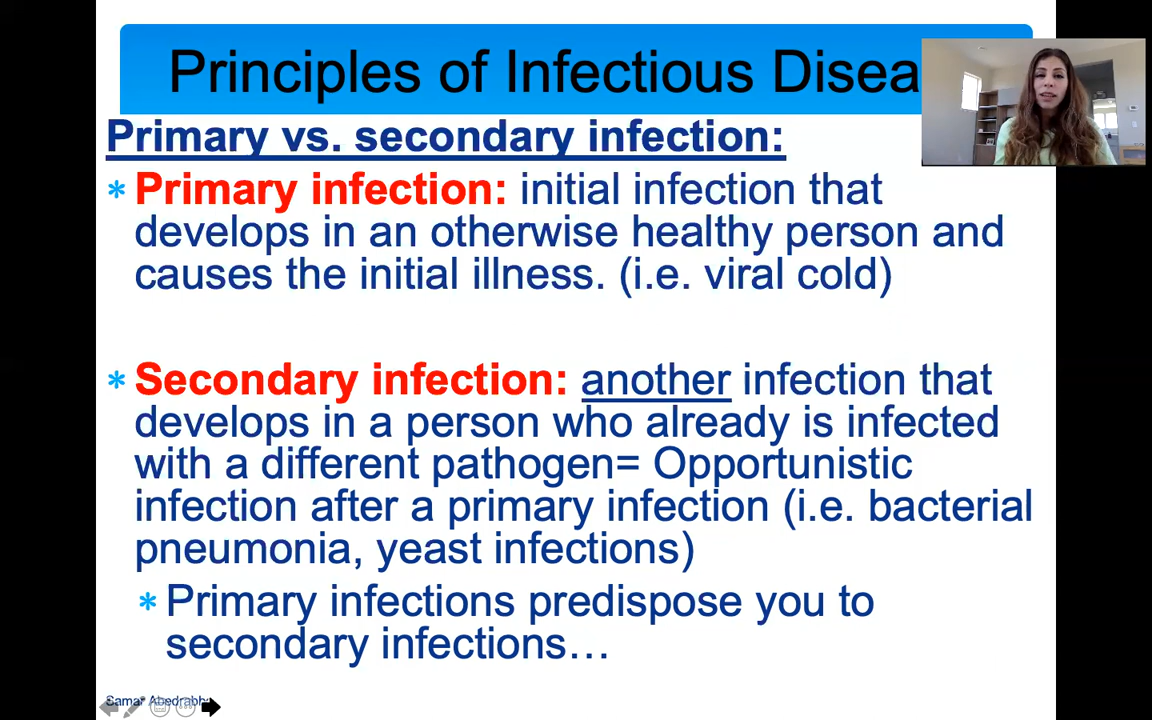 Principles of Infectious Disea
Primary vs. secondary infection:
* Primary infection: initial infection that
develops in an otherwise healthy person and
causes the initial illness. (i.e. viral cold)
* Secondary infection: another infection that
develops in a person who already is infected
with a different pathogen= Opportunistic
infection after a primary infection (i.e. bacterial
pneumonia, yeast infections)
* Primary infections predispose you to
secondary infections…
Samar